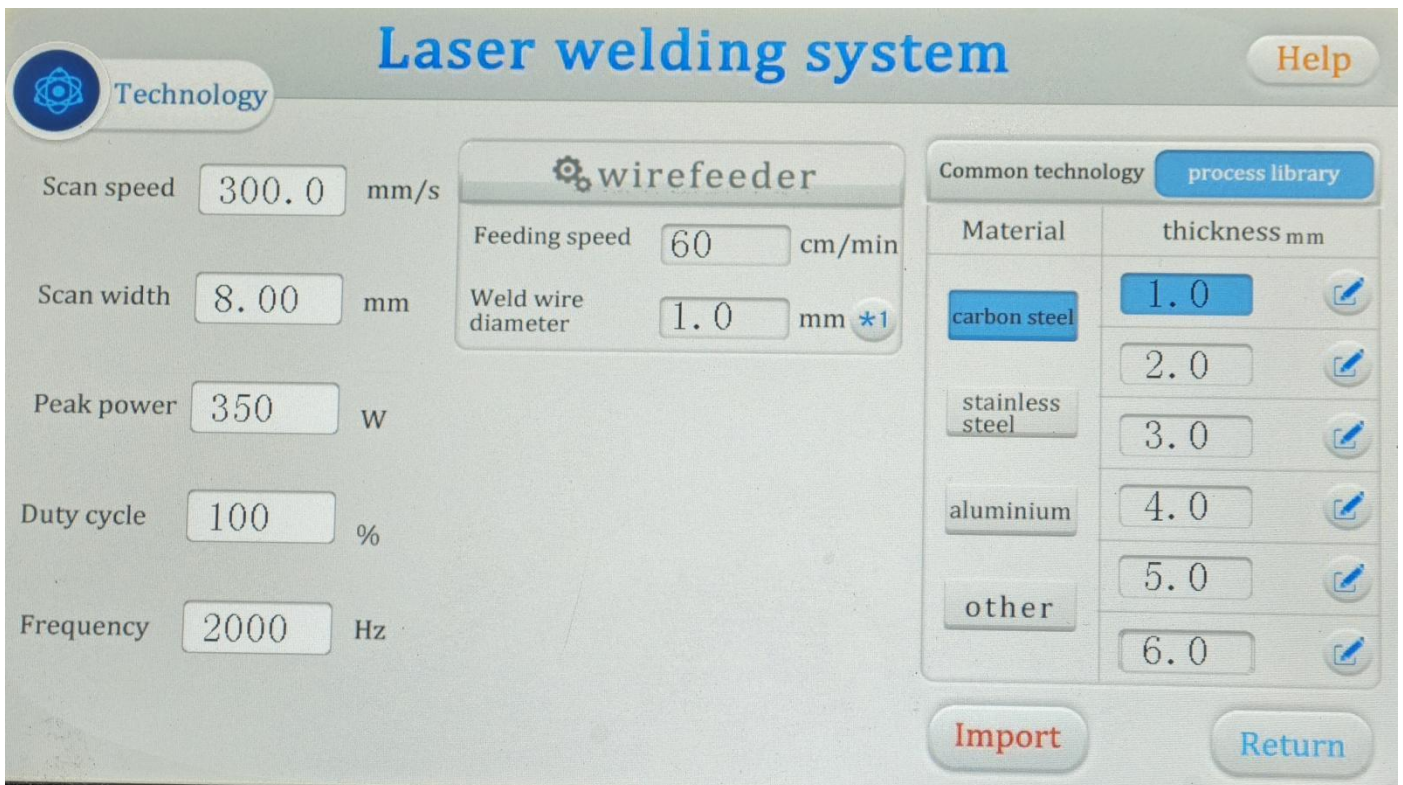 Laser welding system
Help
Technology
Scan speed 300.0 mm/s
Scan width 8.00 mm
Peak power 350 W
Duty cycle 100 %
Frequency 2000 Hz
wirefeeder
Feeding speed 60 cm/min
Weld wire
diameter 1.0 mm *1
Common technology process library
Material thickness mm
carbon steel
stainless
steel
aluminium
other
1.0
2.0
3.0
4.0
5.0
6.0
Import Return